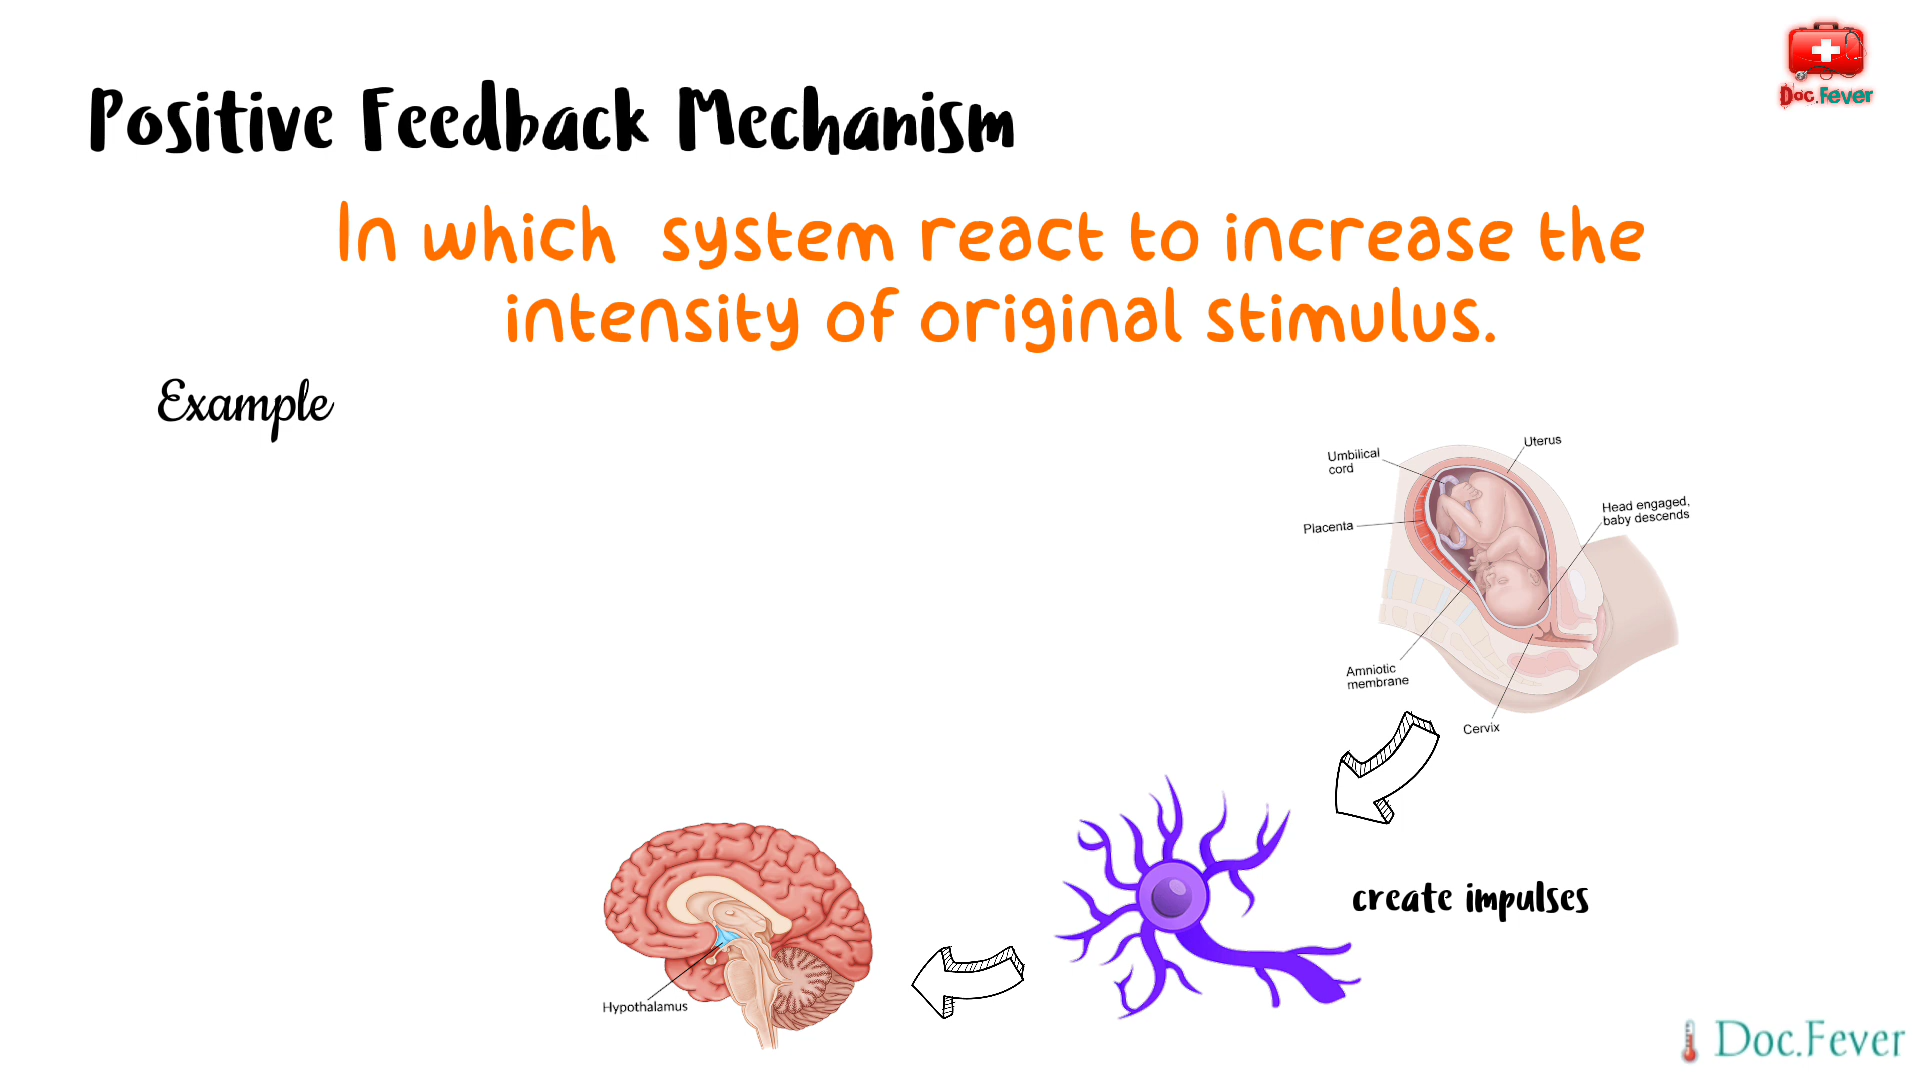 Doc.Fever
Positive Feedback Mechanism
In which system react to increase the
intensity of original stimulus.
Example
Uterus
Umbilical
cord
Head engaged,
baby descends
Placenta
Amniotic
membrane
Cervix
create impulses
Hypothalamus
Doc.Fever